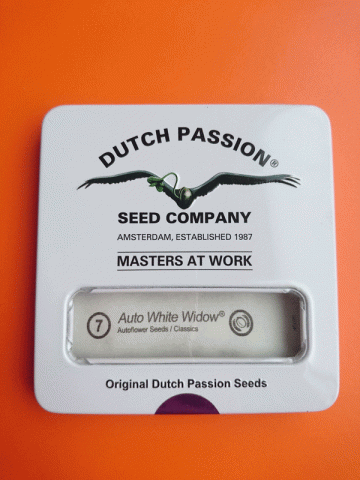 DUTCH PASSION®
SEED COMPANY
AMSTERDAM, ESTABLISHED 1987
MASTERS AT WORK
7 Auto White Widow®
Autoflower Seeds / Classics
Original Dutch Passion Seeds